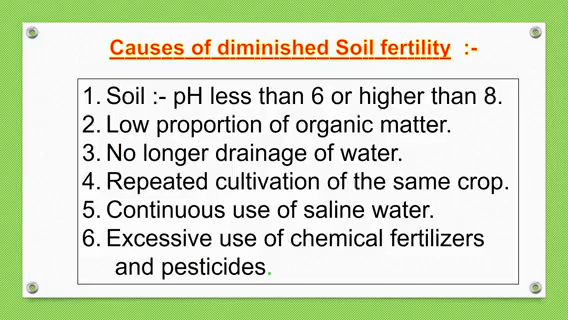 Causes of diminished Soil fertility :-
1. Soil :- pH less than 6 or higher than 8.
2. Low proportion of organic matter.
3. No longer drainage of water.
4. Repeated cultivation of the same crop.
5. Continuous use of saline water.
6. Excessive use of chemical fertilizers
and pesticides.